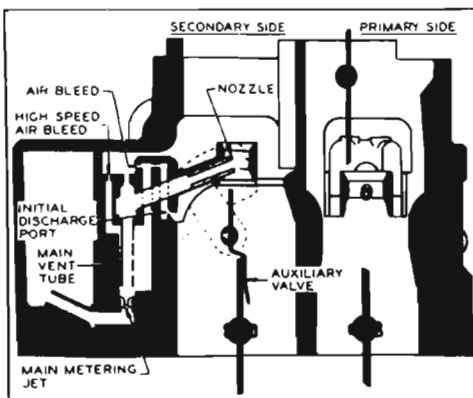 SECONDARY SIDE
PRIMARY SIDE
AIR BLEED
NOZZLE
HIGH SPEED
AIR BLEED
INITIAL
DISCHARGE
PORT
MAIN
VENT
TUBE
AUXILIARY
VALVE
MAIN METERING
JET